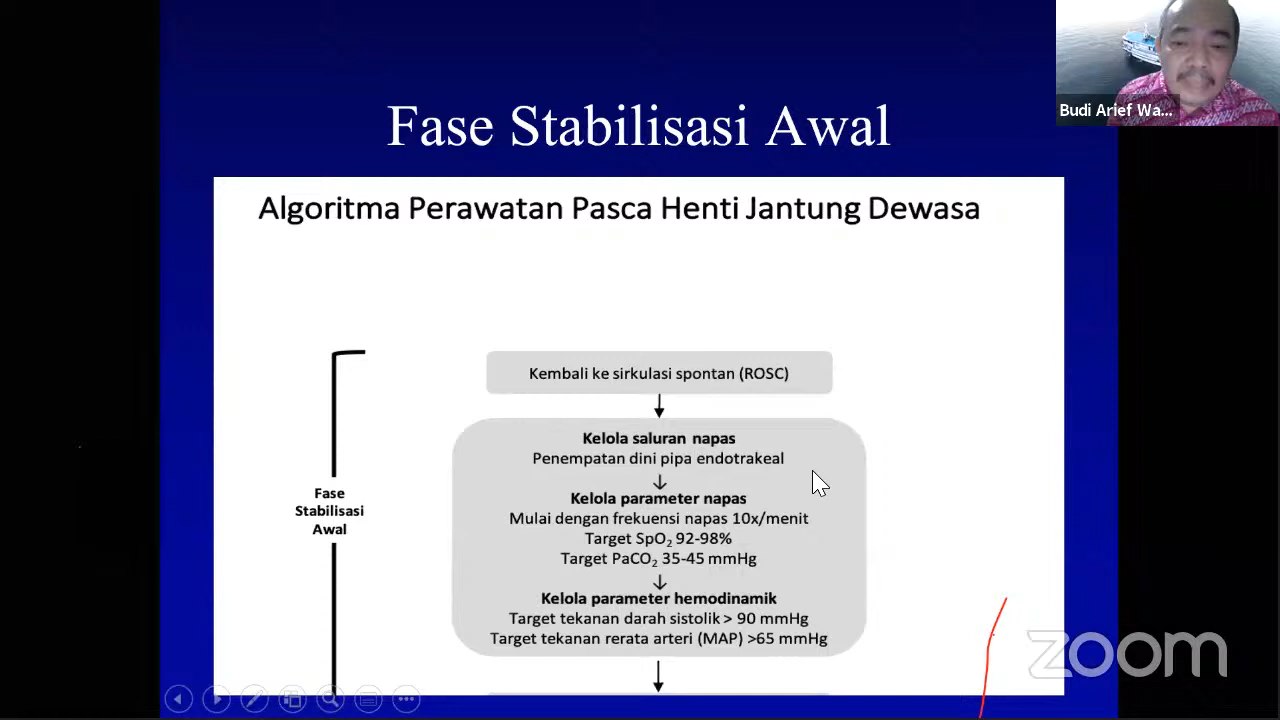 Budi Arief Wa...
Fase Stabilisasi Awal
Algoritma Perawatan Pasca Henti Jantung Dewasa
Kembali ke sirkulasi spontan (ROSC)
Kelola saluran napas
Penempatan dini pipa endotrakeal
Kelola parameter napas
Mulai dengan frekuensi napas 10x/menit
Target SpO₂ 92-98%
Target PaCO₂ 35-45 mmHg
Kelola parameter hemodinamik
Target tekanan darah sistolik > 90 mmHg
Target tekanan rerata arteri (MAP) >65 mmHg
Fase
Stabilisasi
Awal
zoom